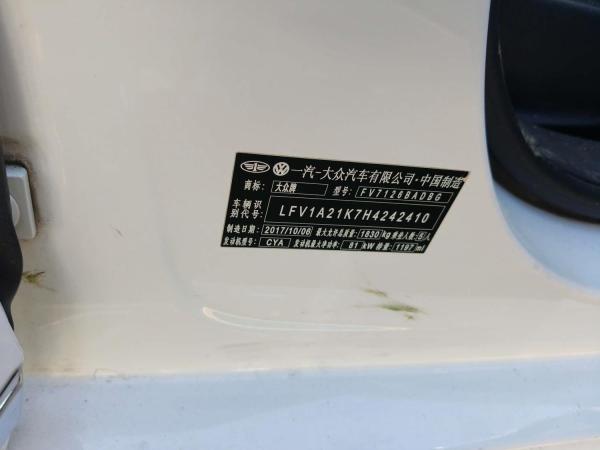 一汽-大众汽车有限公司·中国制造
商标: 大众牌 型号: FV7126BADBG
车辆识别代号: LFV1A21K7H4242410
制造日期: 2017/10/06 最大允许总质量: 1830 kg 乘坐人数: 5 人
发动机型号: CYA 发动机最大净功率: 81 kW 排量: 1197 ml